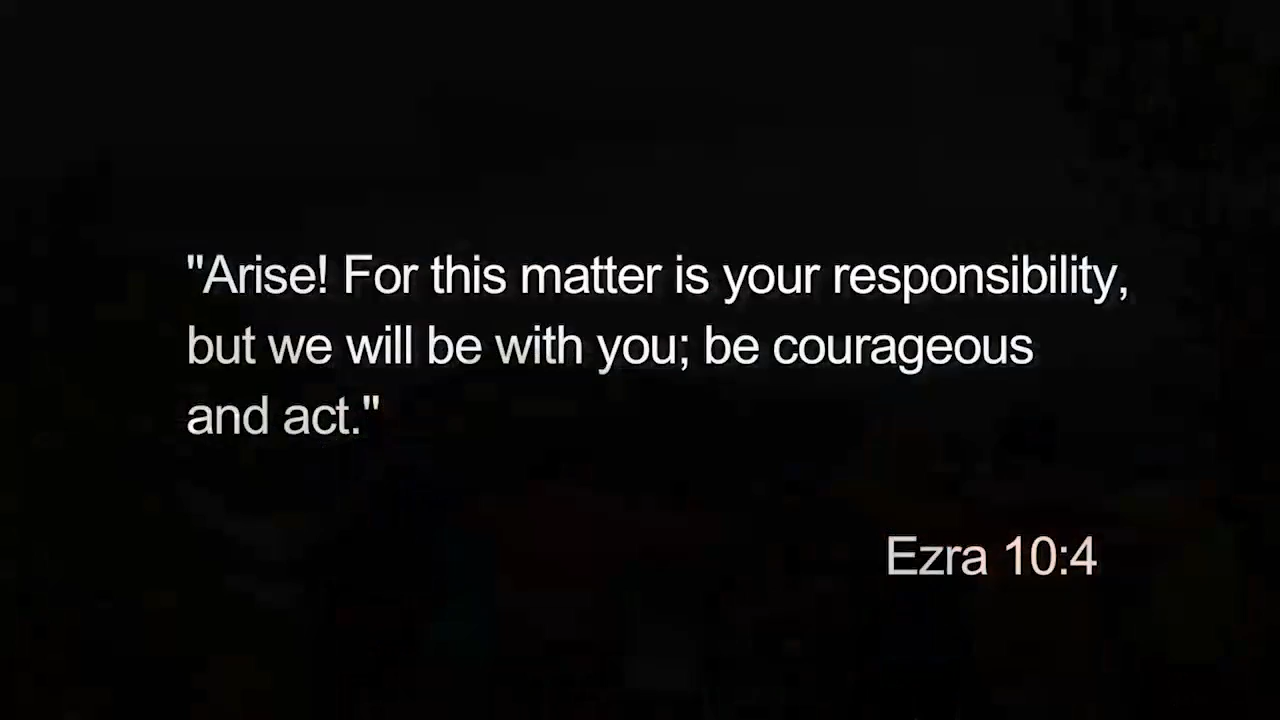 "Arise! For this matter is your responsibility,
but we will be with you; be courageous
and act."
Ezra 10:4